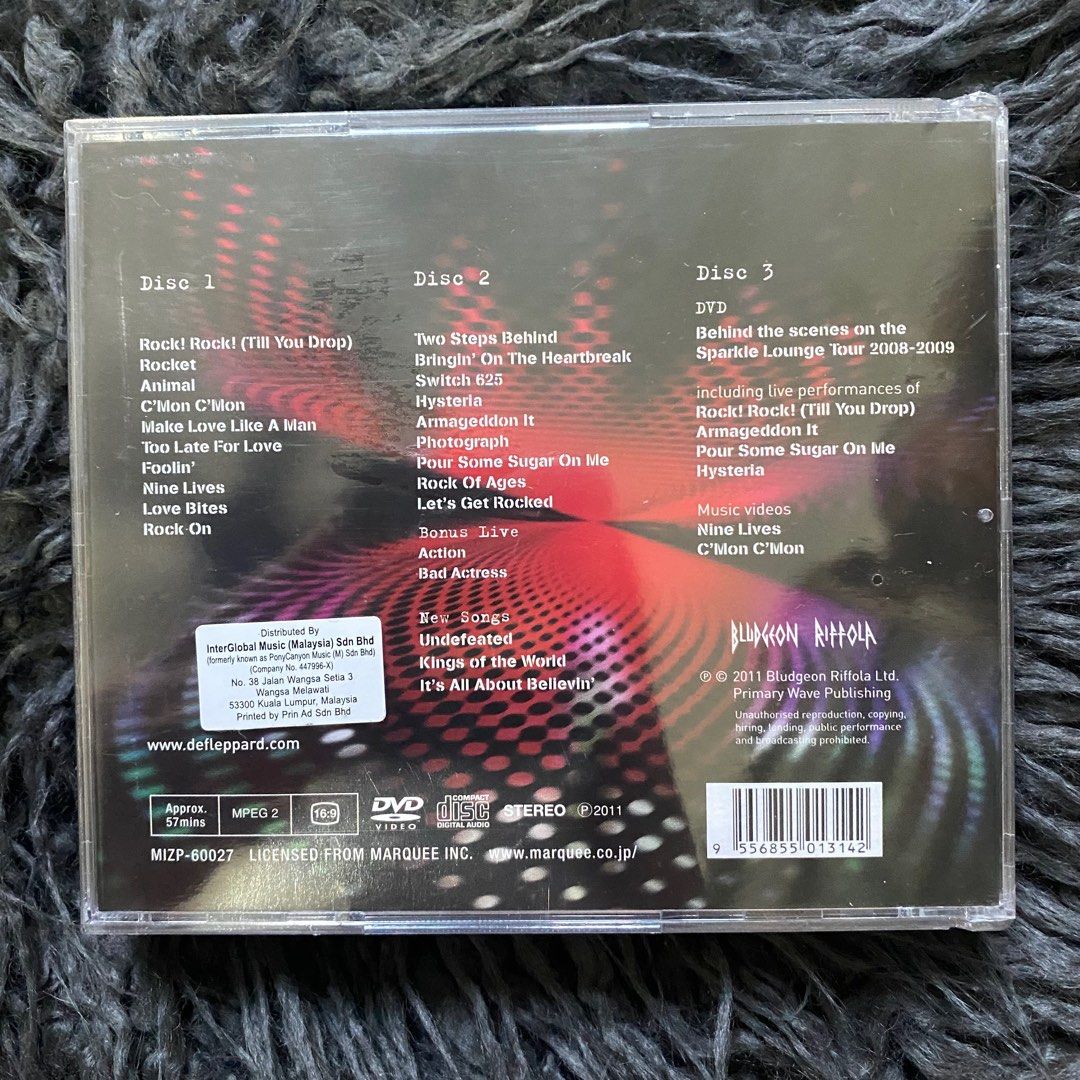 Disc 1
Rock! Rock! (Till You Drop)
Rocket
Animal
C'Mon C'Mon
Make Love Like A Man
Too Late For Love
Foolin'
Nine Lives
Love Bites
Rock On
Disc 2
Two Steps Behind
Bringin' On The Heartbreak
Switch 625
Hysteria
Armageddon It
Photograph
Pour Some Sugar On Me
Rock Of Ages
Let's Get Rocked
Bonus Live
Action
Bad Actress
New Songs
Undefeated
Kings of the World
It's All About Believin'
Disc 3
DVD
Behind the scenes on the
Sparkle Lounge Tour 2008-2009
including live performances of
Rock! Rock! (Till You Drop)
Armageddon It
Pour Some Sugar On Me
Hysteria
Music videos
Nine Lives
C'Mon C'Mon
BLUDGEON RIFFOLA
℗ © 2011 Bludgeon Riffola Ltd.
Primary Wave Publishing
Unauthorised reproduction, copying,
hiring, lending, public performance
and broadcasting prohibited.
Distributed By
InterGlobal Music (Malaysia) Sdn Bhd
(formerly known as PonyCanyon Music (M) Sdn Bhd)
(Company No. 447996-X)
No. 38 Jalan Wangsa Setia 3
Wangsa Melawati
53300 Kuala Lumpur, Malaysia
Printed by Prin Ad Sdn Bhd
www.defleppard.com
Approx.
57mins
MPEG 2
16:9
DVD
VIDEO
COMPACT
disc
DIGITAL AUDIO
STEREO ℗2011
MIZP-60027 LICENSED FROM MARQUEE INC. www.marquee.co.jp/
9 556855 013142